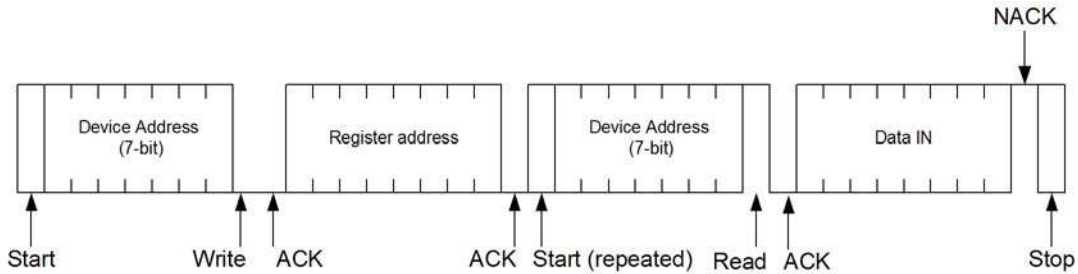 NACK
Device Address
(7-bit)
Register address
Device Address
(7-bit)
Data IN
Start
Write
ACK
ACK
Start (repeated)
Read
ACK
Stop